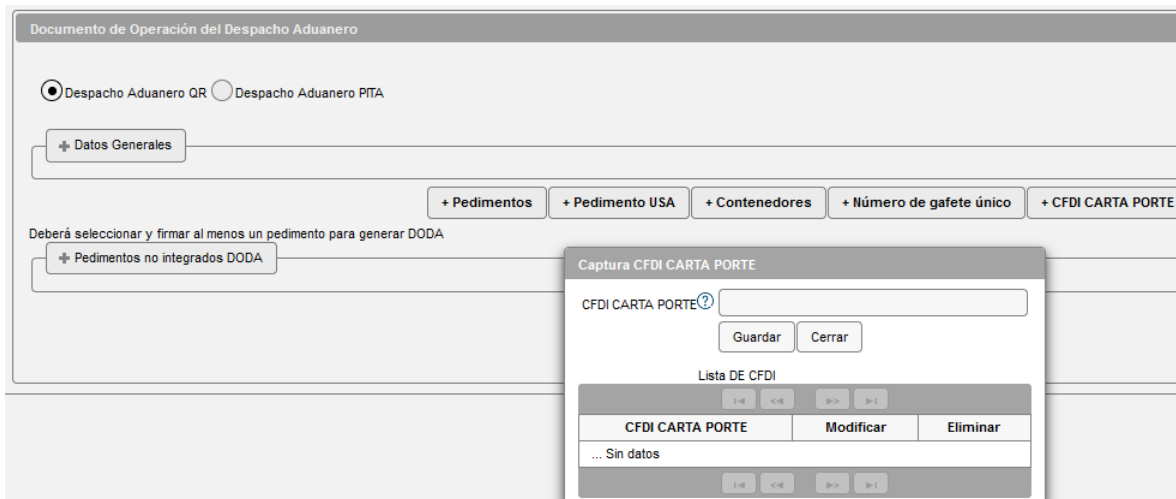 Documento de Operación del Despacho Aduanero
Despacho Aduanero QR Despacho Aduanero PITA
+ Datos Generales
+ Pedimentos + Pedimento USA + Contenedores + Número de gafete único + CFDI CARTA PORTE
Deberá seleccionar y firmar al menos un pedimento para generar DODA
+ Pedimentos no integrados DODA
Captura CFDI CARTA PORTE
CFDI CARTA PORTE ?
Guardar Cerrar
Lista DE CFDI
CFDI CARTA PORTE Modificar Eliminar
... Sin datos